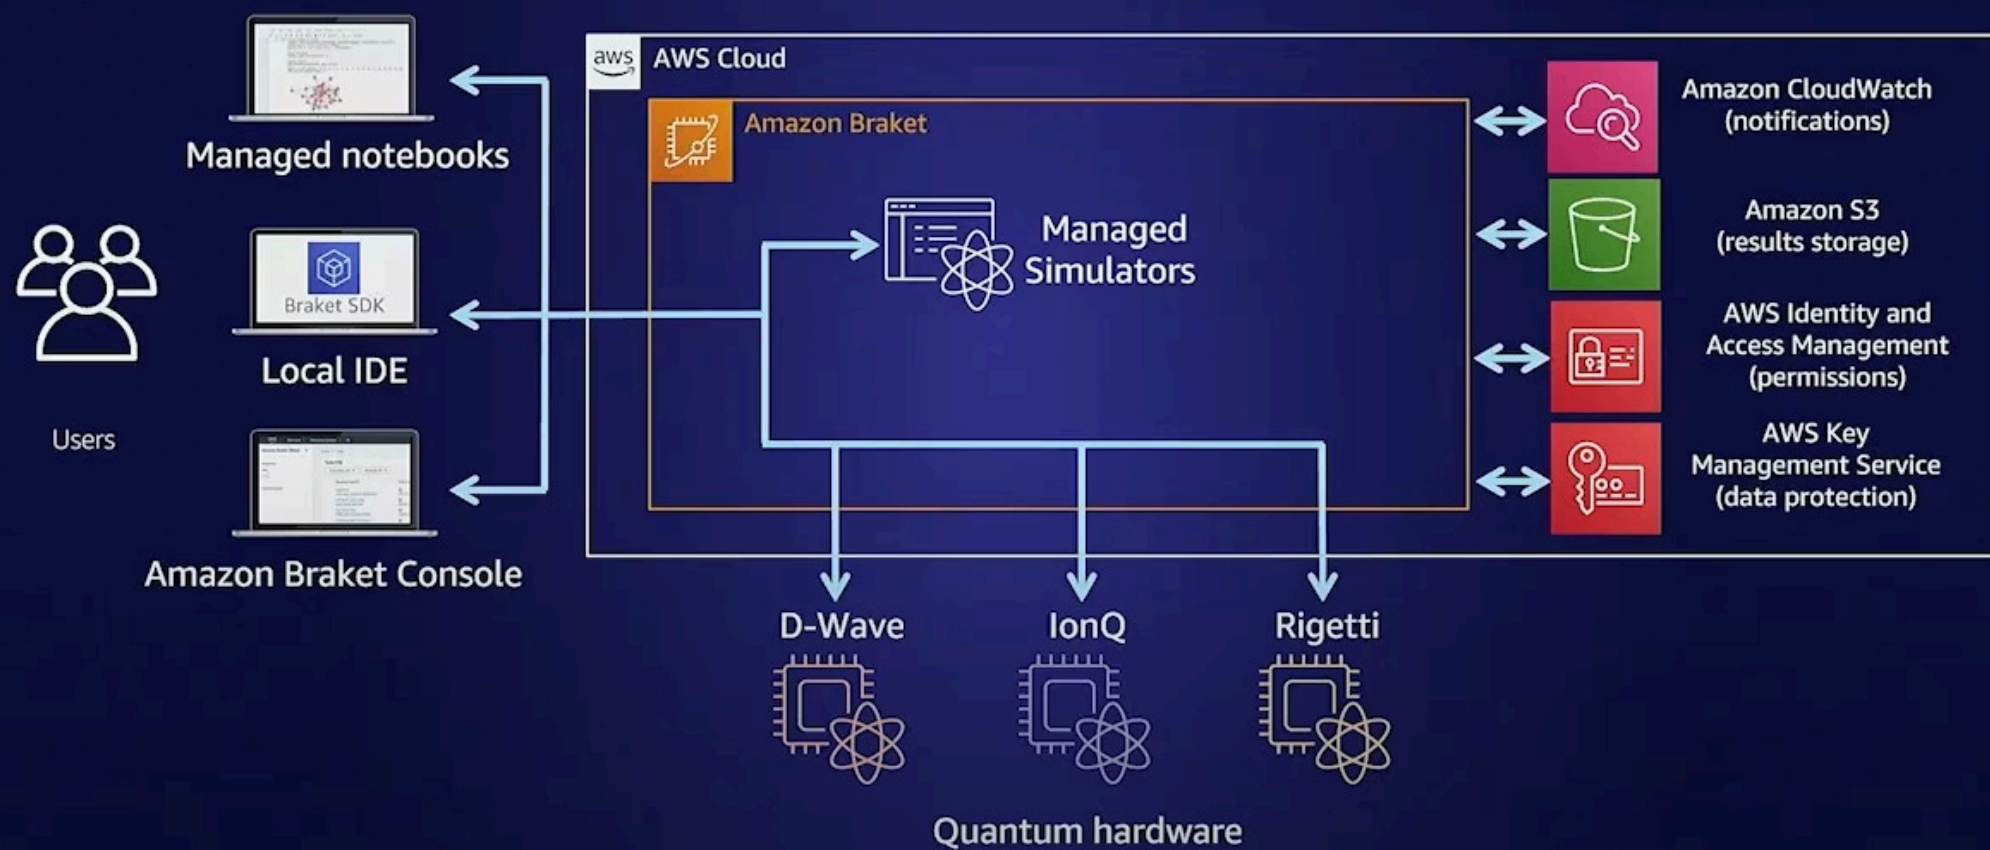 Managed notebooks
Users
Braket SDK
Local IDE
Amazon Braket Console
aws
AWS Cloud
Amazon Braket
Managed
Simulators
Amazon CloudWatch
(notifications)
Amazon S3
(results storage)
AWS Identity and
Access Management
(permissions)
AWS Key
Management Service
(data protection)
D-Wave
IonQ
Rigetti
Quantum hardware